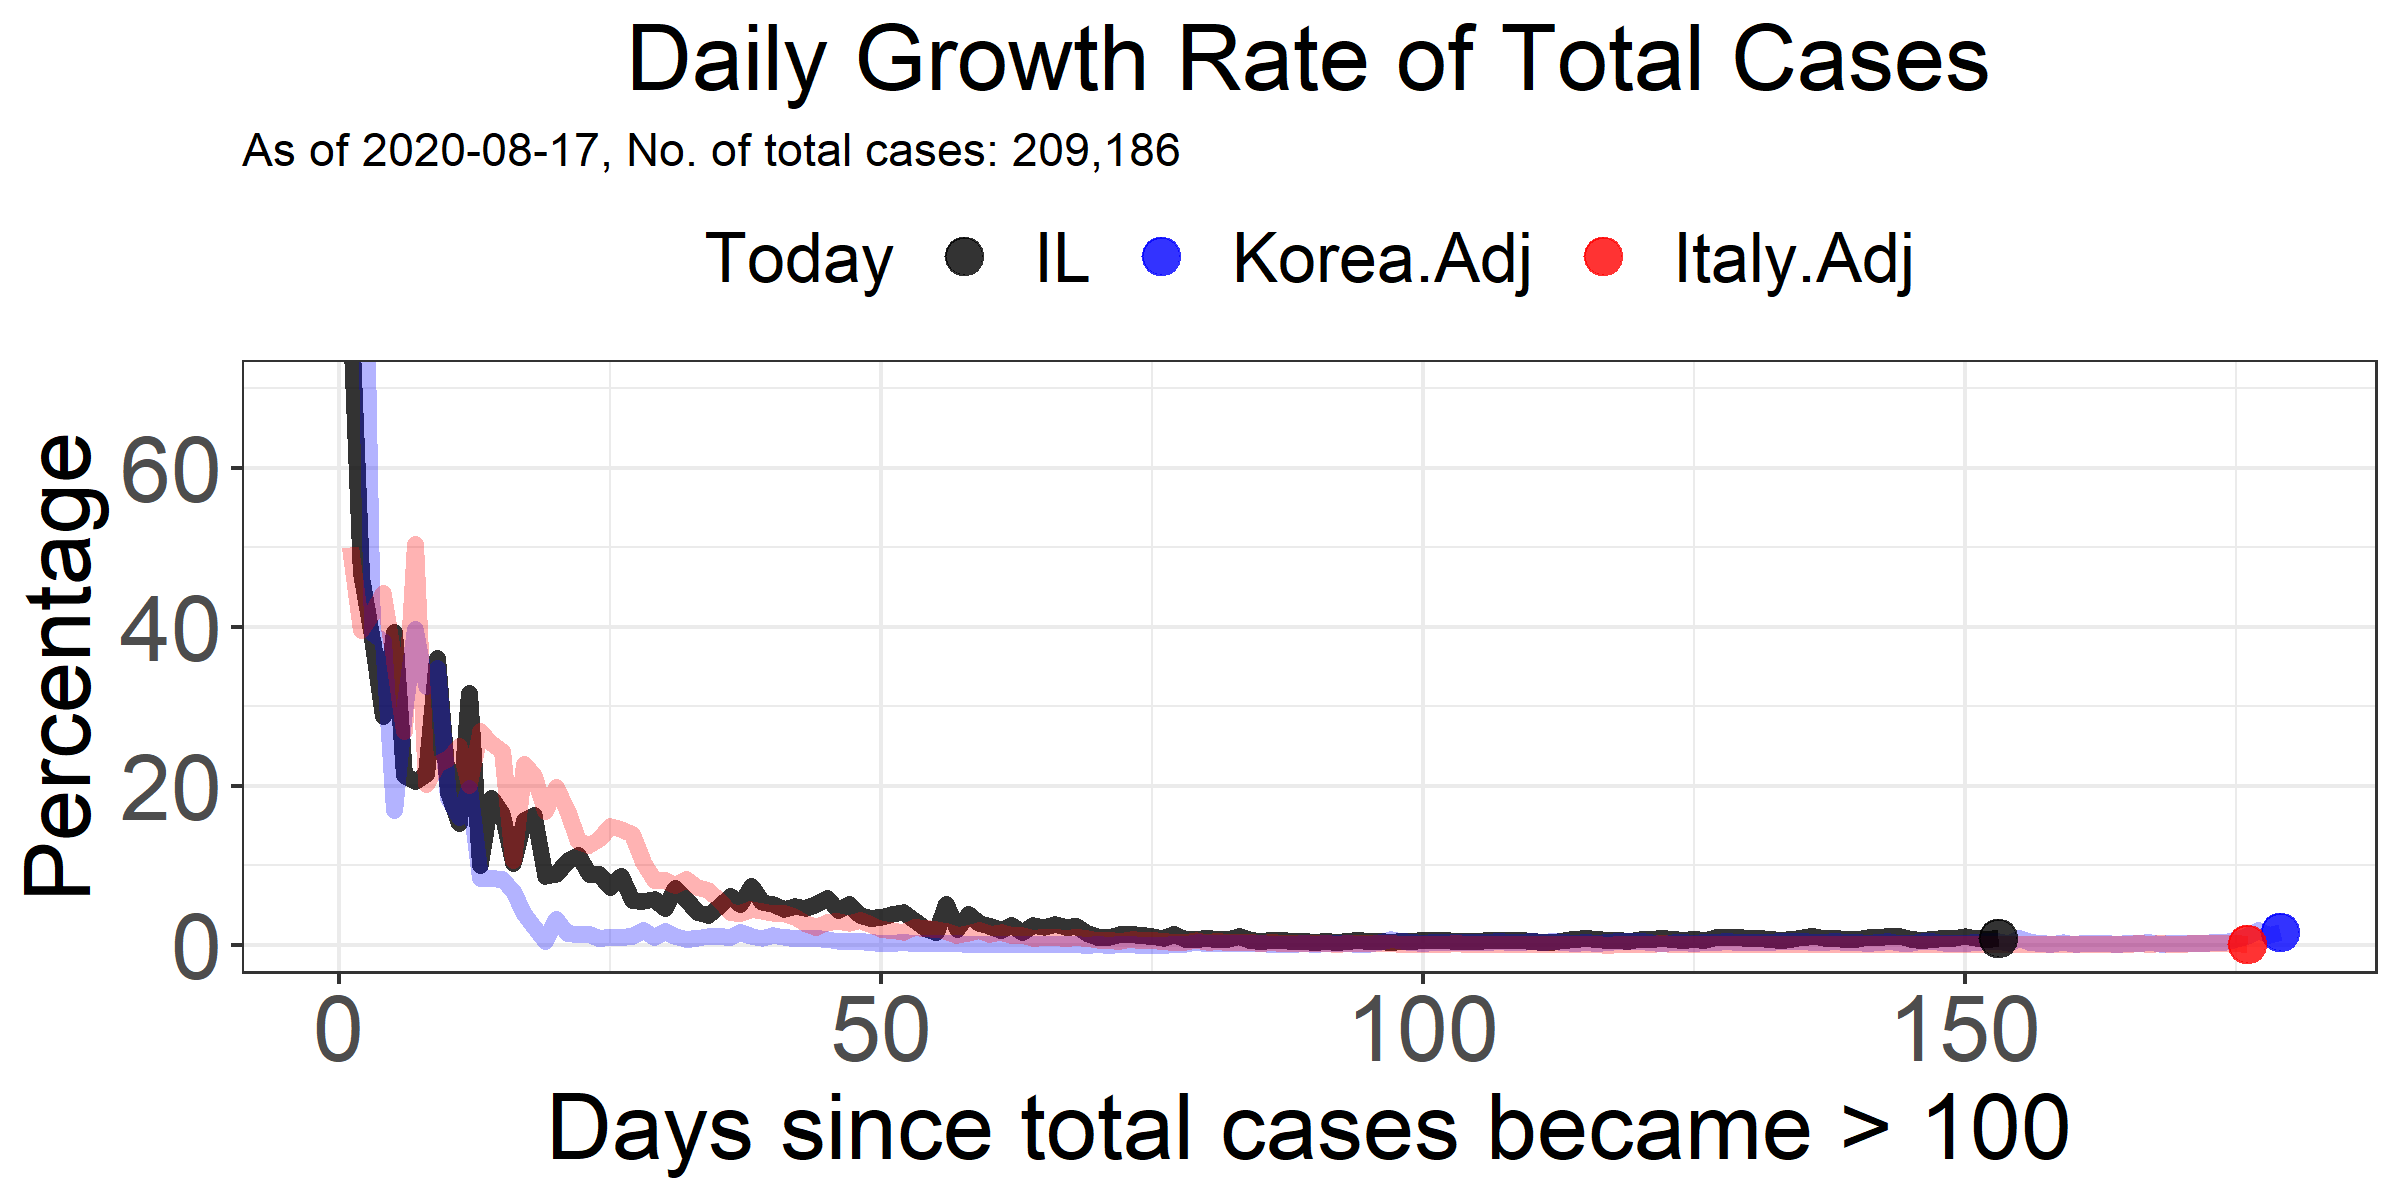 Daily Growth Rate of Total Cases
As of 2020-08-17, No. of total cases: 209,186
Today IL Korea.Adj Italy.Adj
Percentage
60
40
20
0
0 50 100 150
Days since total cases became > 100